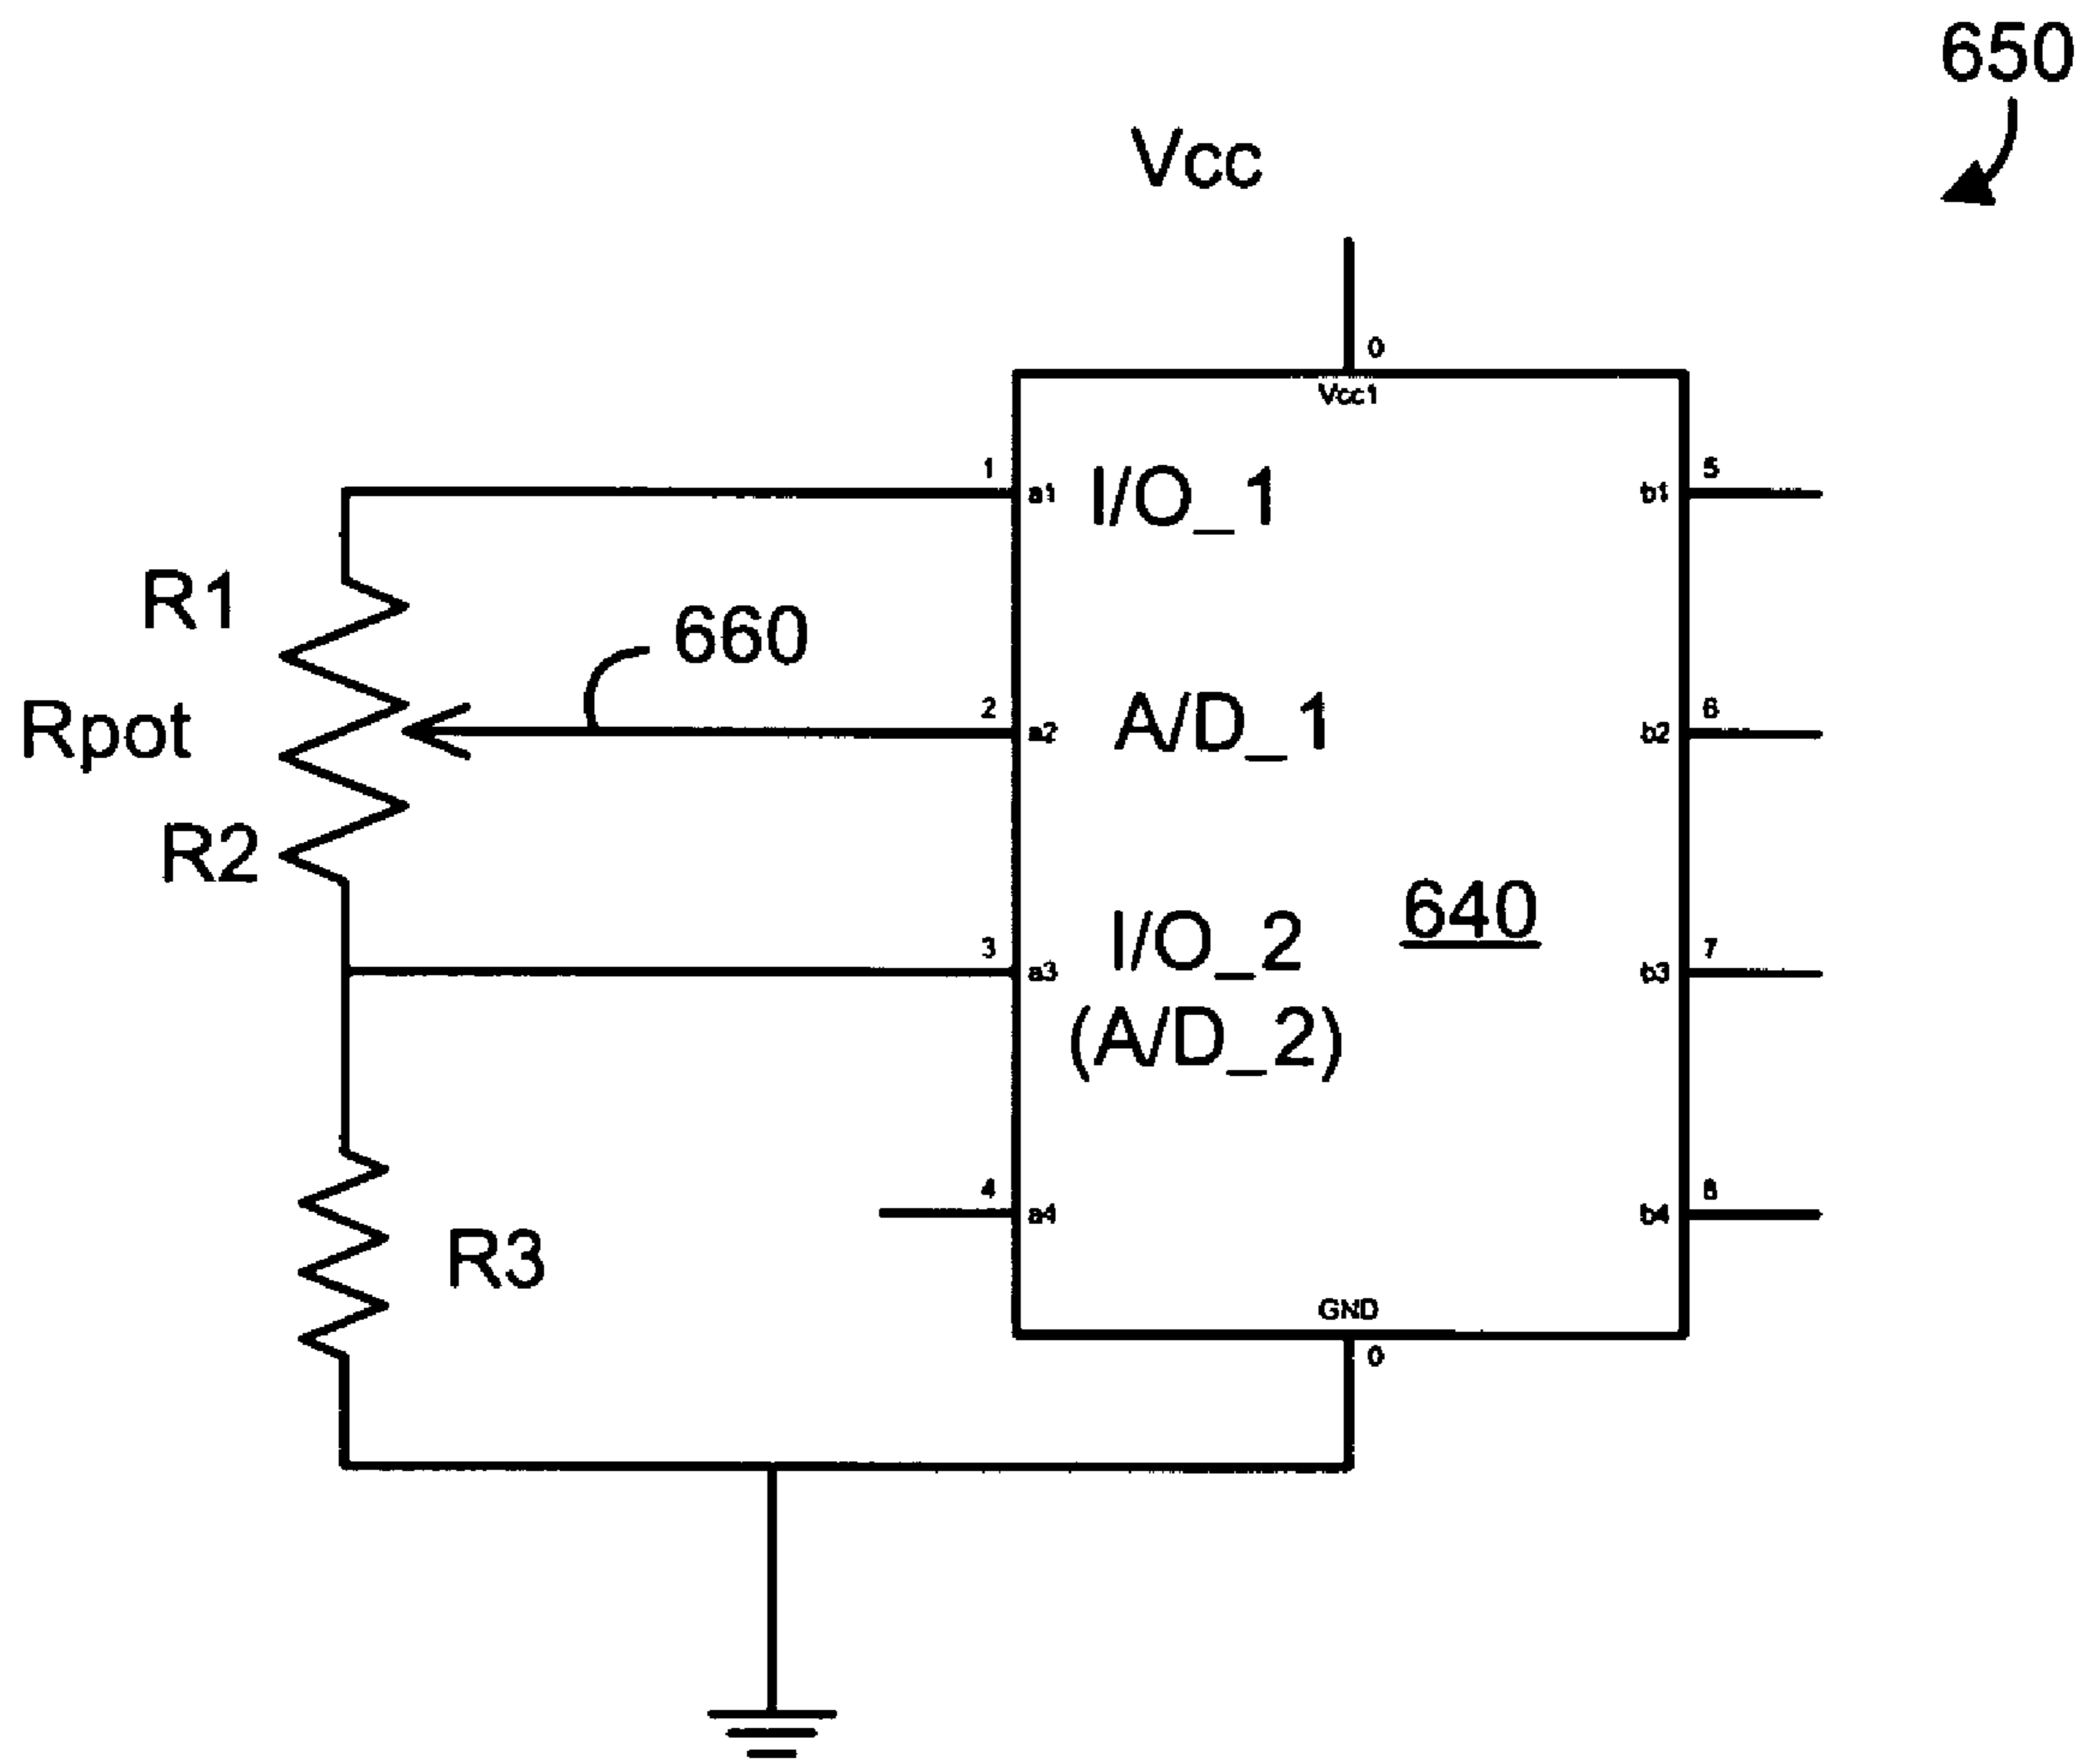 650
Vcc
0
Vcc1
1 a1 I/O_1 b1 5
R1
660
Rpot
2 a2 A/D_1 b2 6
R2
640
3 a3 I/O_2 b3 7
(A/D_2)
4 a4 b4 8
R3
GND
0